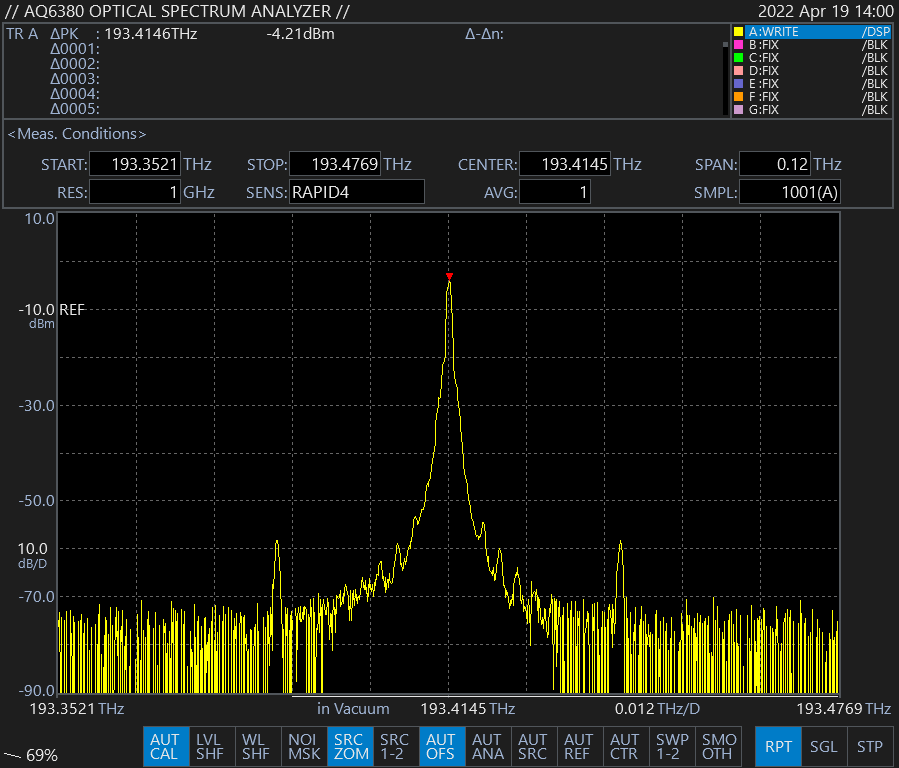 // AQ6380 OPTICAL SPECTRUM ANALYZER // 2022 Apr 19 14:00
TR A ΔPK : 193.4146THz -4.21dBm Δ-Δn:
Δ0001:
Δ0002:
Δ0003:
Δ0004:
Δ0005:
A:WRITE /DSP
B:FIX /BLK
C:FIX /BLK
D:FIX /BLK
E:FIX /BLK
F:FIX /BLK
G:FIX /BLK
<Meas. Conditions>
START: 193.3521 THz STOP: 193.4769 THz CENTER: 193.4145 THz SPAN: 0.12 THz
RES: 1 GHz SENS: RAPID4 AVG: 1 SMPL: 1001(A)
10.0
-10.0 REF
dBm
-30.0
-50.0
10.0
dB/D
-70.0
-90.0
193.3521 THz in Vacuum 193.4145 THz 0.012 THz/D 193.4769 THz
69%
AUT CAL
LVL SHF
WL SHF
NOI MSK
SRC ZOM
SRC 1-2
AUT OFS
AUT ANA
AUT SRC
AUT REF
AUT CTR
SWP 1-2
SMO OTH
RPT
SGL
STP